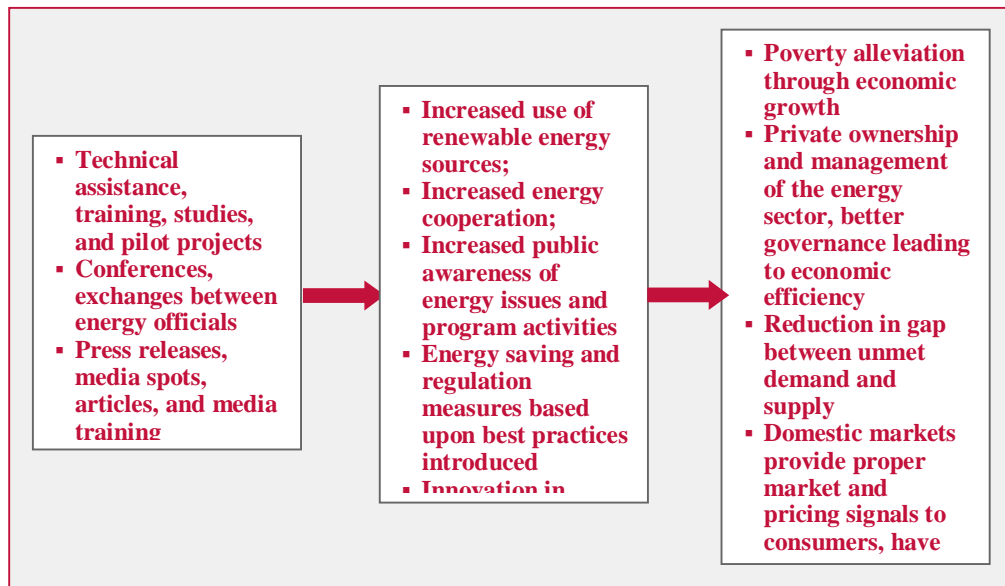 ▪ Technical
assistance,
training, studies,
and pilot projects
▪ Conferences,
exchanges between
energy officials
▪ Press releases,
media spots,
articles, and media
training
▪ Increased use of
renewable energy
sources;
▪ Increased energy
cooperation;
▪ Increased public
awareness of
energy issues and
program activities
▪ Energy saving and
regulation
measures based
upon best practices
introduced
▪ Innovation in
▪ Poverty alleviation
through economic
growth
▪ Private ownership
and management
of the energy
sector, better
governance leading
to economic
efficiency
▪ Reduction in gap
between unmet
demand and
supply
▪ Domestic markets
provide proper
market and
pricing signals to
consumers, have